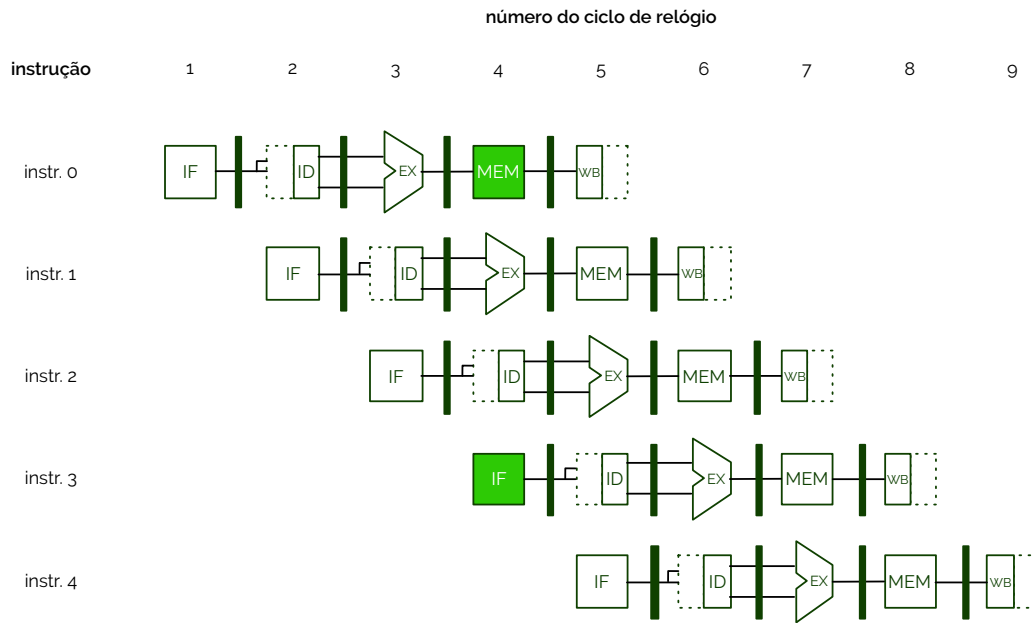 número do ciclo de relógio
instrução 1 2 3 4 5 6 7 8 9
instr. 0 IF ID EX MEM WB
instr. 1 IF ID EX MEM WB
instr. 2 IF ID EX MEM WB
instr. 3 IF ID EX MEM WB
instr. 4 IF ID EX MEM WB